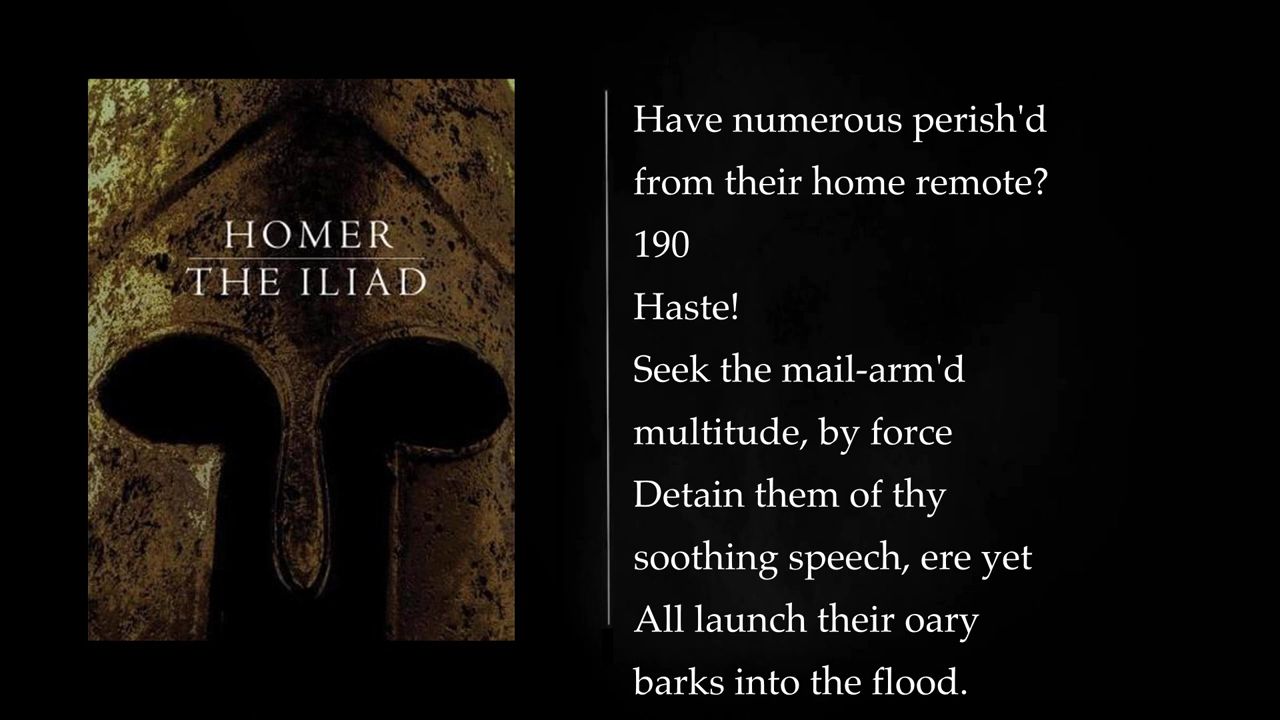 HOMER
THE ILIAD
Have numerous perish'd
from their home remote?
190
Haste!
Seek the mail-arm'd
multitude, by force
Detain them of thy
soothing speech, ere yet
All launch their oary
barks into the flood.